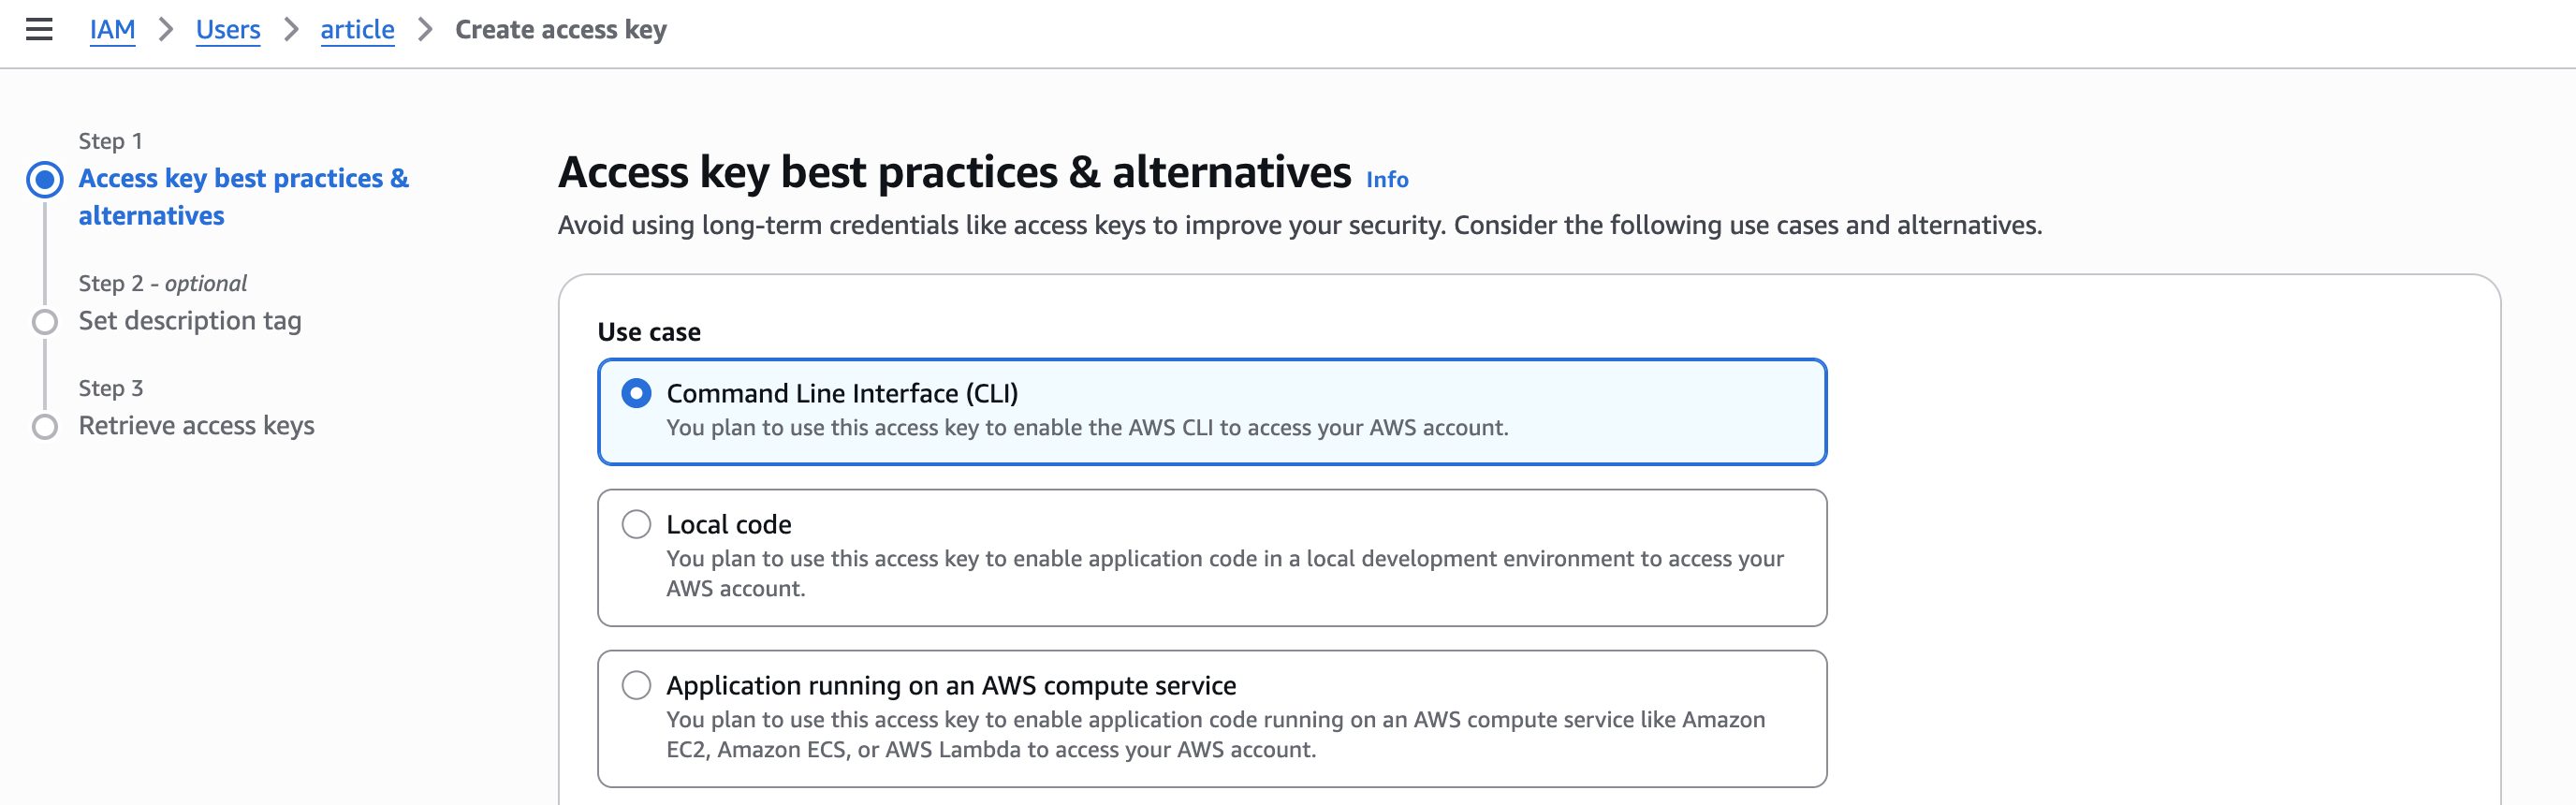 IAM > Users > article > Create access key
Step 1
Access key best practices &
alternatives
Step 2 - optional
Set description tag
Step 3
Retrieve access keys
Access key best practices & alternatives Info
Avoid using long-term credentials like access keys to improve your security. Consider the following use cases and alternatives.
Use case
Command Line Interface (CLI)
You plan to use this access key to enable the AWS CLI to access your AWS account.
Local code
You plan to use this access key to enable application code in a local development environment to access your
AWS account.
Application running on an AWS compute service
You plan to use this access key to enable application code running on an AWS compute service like Amazon
EC2, Amazon ECS, or AWS Lambda to access your AWS account.